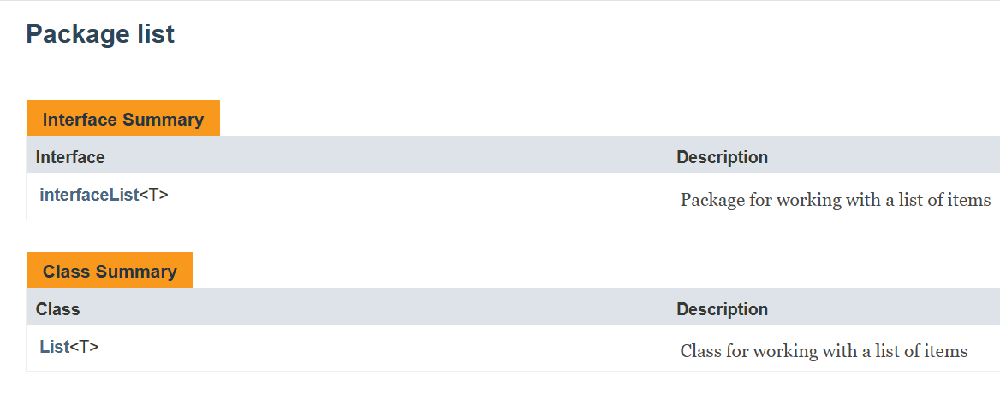 Package list
Interface Summary
Interface Description
interfaceList<T> Package for working with a list of items
Class Summary
Class Description
List<T> Class for working with a list of items